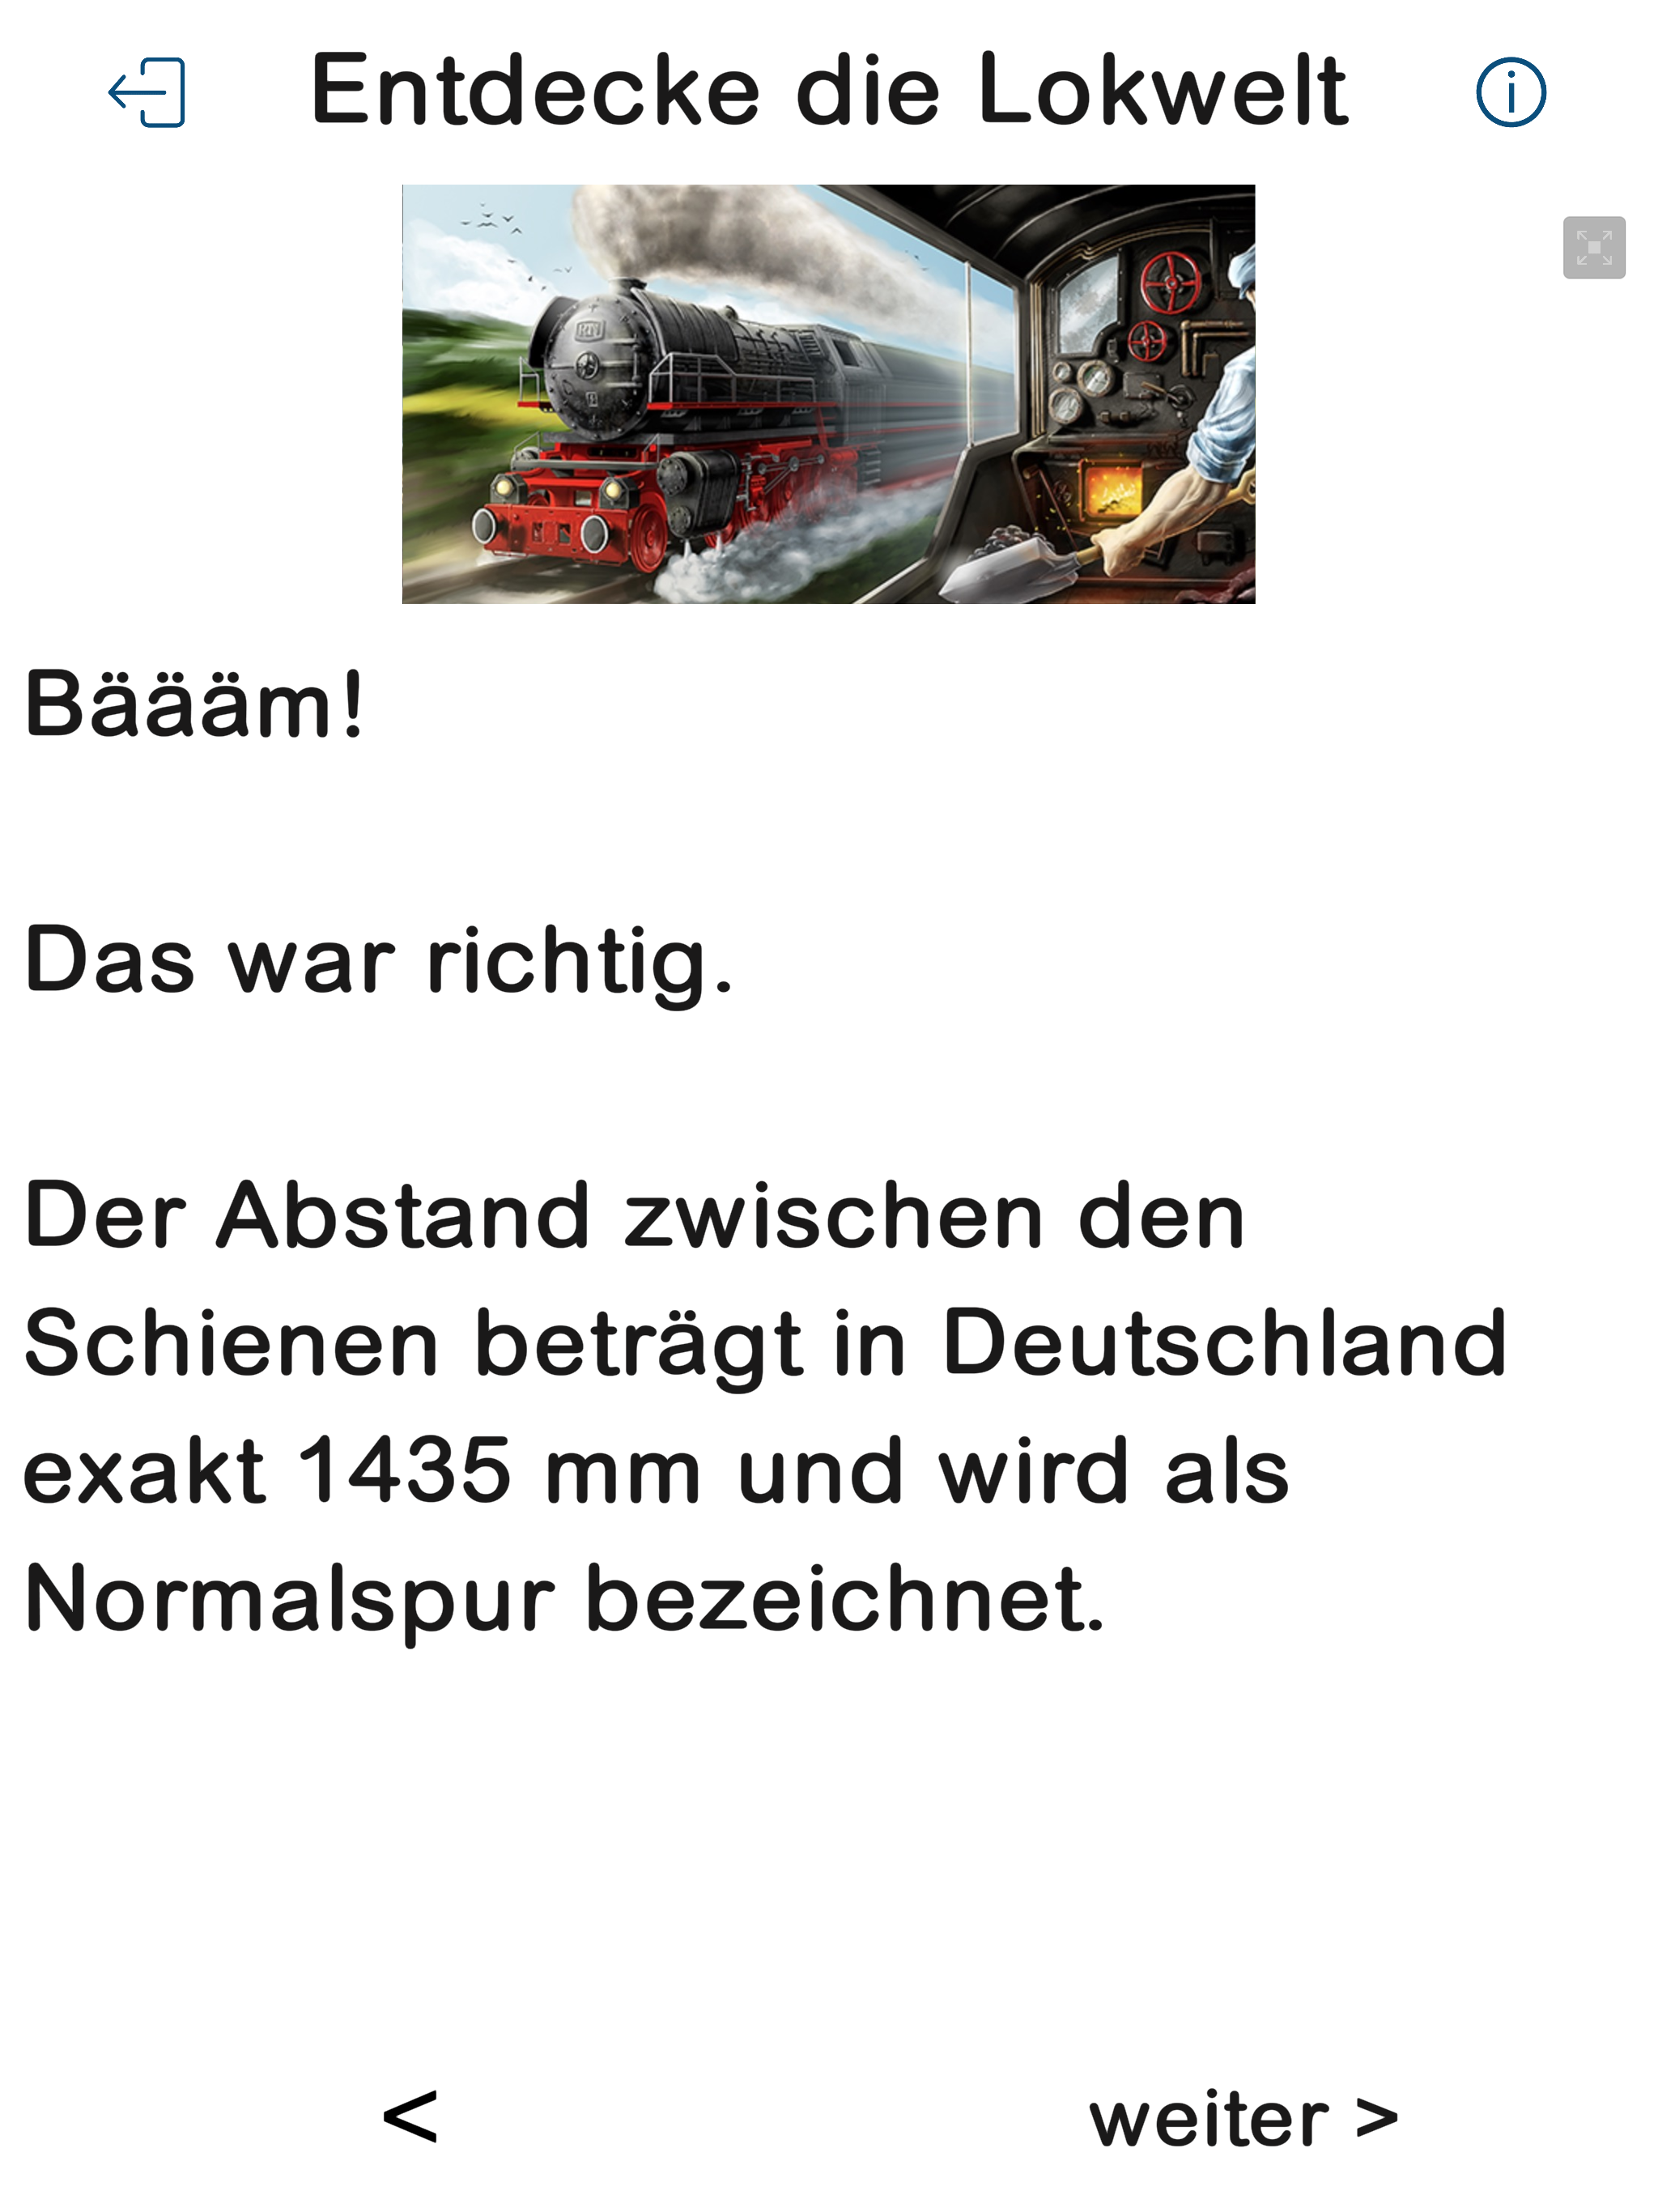 Entdecke die Lokwelt
Bäääm!
Das war richtig.
Der Abstand zwischen den
Schienen beträgt in Deutschland
exakt 1435 mm und wird als
Normalspur bezeichnet.
< weiter >